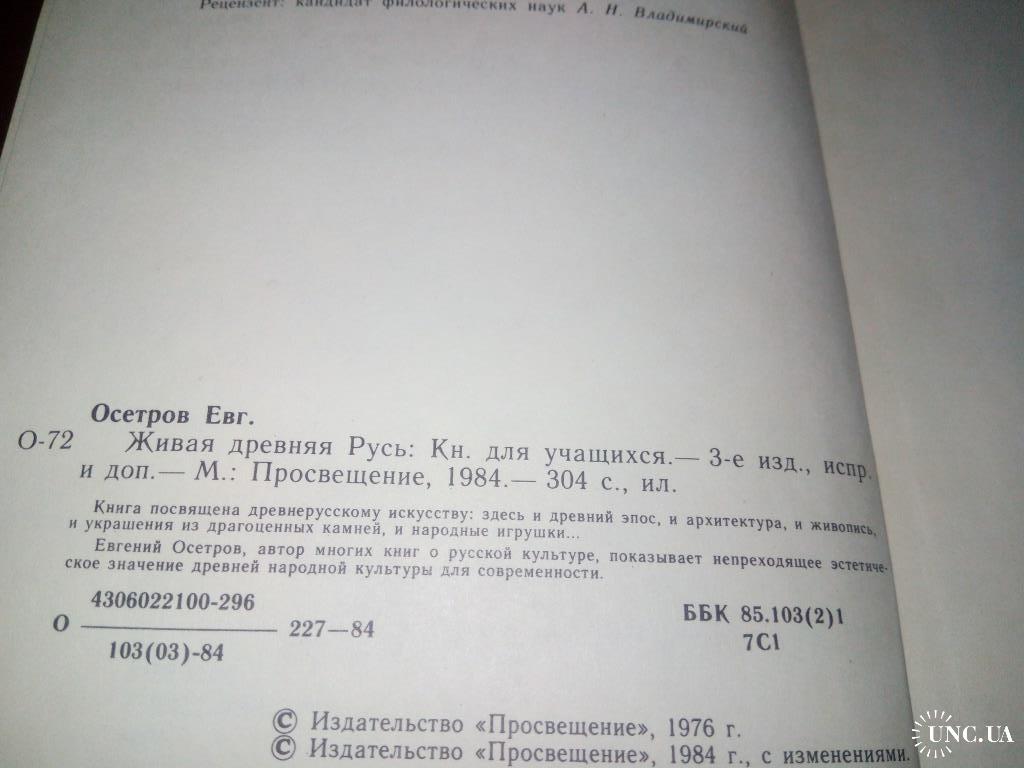 Рецензент: кандидат филологических наук А. Н. Владимирский
Осетров Евг.
О-72 Живая древняя Русь: Кн. для учащихся.— 3-е изд., испр.
и доп.— М.: Просвещение, 1984.— 304 с., ил.
Книга посвящена древнерусскому искусству: здесь и древний эпос, и архитектура, и живопись,
и украшения из драгоценных камней, и народные игрушки...
Евгений Осетров, автор многих книг о русской культуре, показывает непреходящее эстетиче-
ское значение древней народной культуры для современности.
4306022100-296
О ——— 227—84
103(03)-84
ББК 85.103(2)1
7С1
© Издательство «Просвещение», 1976 г.
© Издательство «Просвещение», 1984 г., с изменениями.
UNC.UA